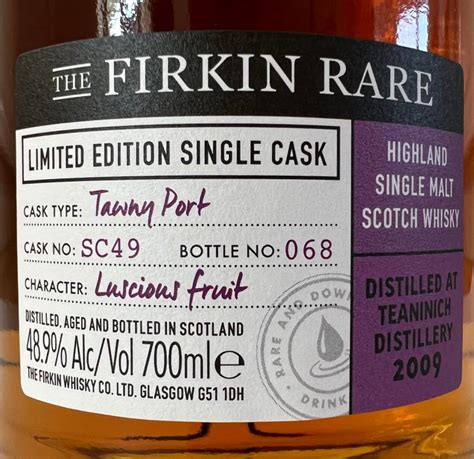 THE FIRKIN RARE
LIMITED EDITION SINGLE CASK
CASK TYPE: Tawny Port
CASK NO: SC49 BOTTLE NO: 068
CHARACTER: Luscious fruit
DISTILLED, AGED AND BOTTLED IN SCOTLAND
48.9% Alc/Vol 700ml e
THE FIRKIN WHISKY CO. LTD. GLASGOW G51 1DH
RARE AND DOWN
DRINK
HIGHLAND
SINGLE MALT
SCOTCH WHISKY
DISTILLED AT
TEANINICH
DISTILLERY
2009